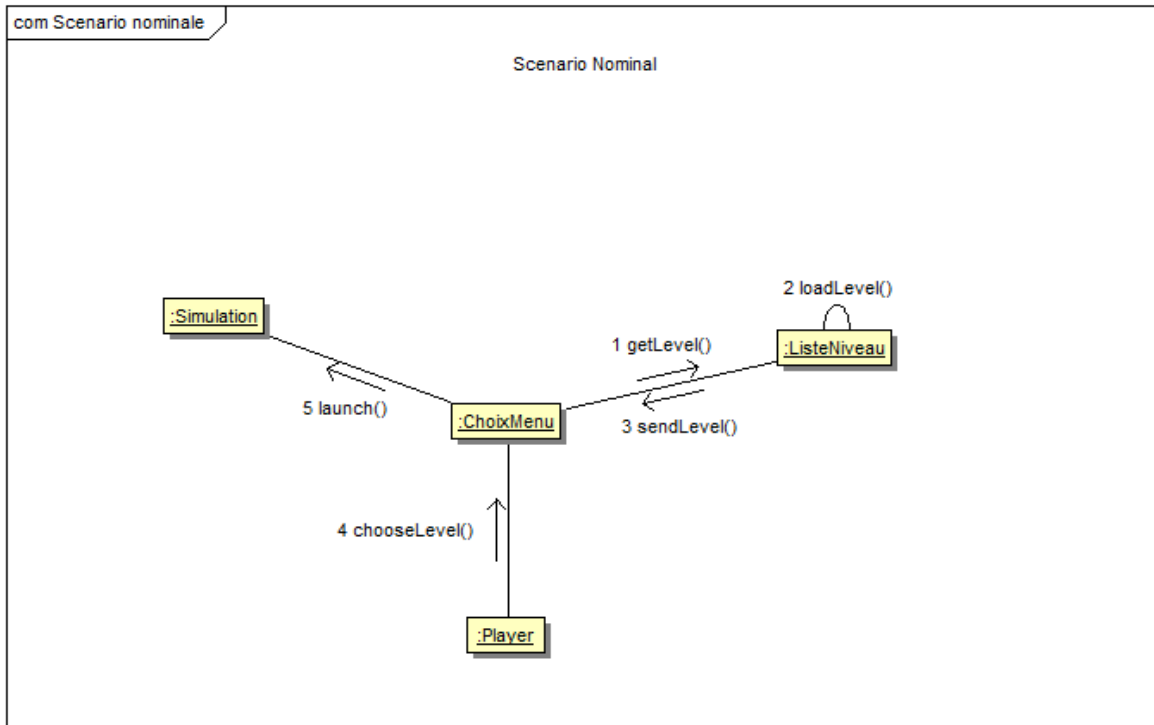 com Scenario nominale
Scenario Nominal
2 loadLevel()
:Simulation
1 getLevel()
:ListeNiveau
5 launch()
:ChoixMenu
3 sendLevel()
4 chooseLevel()
:Player